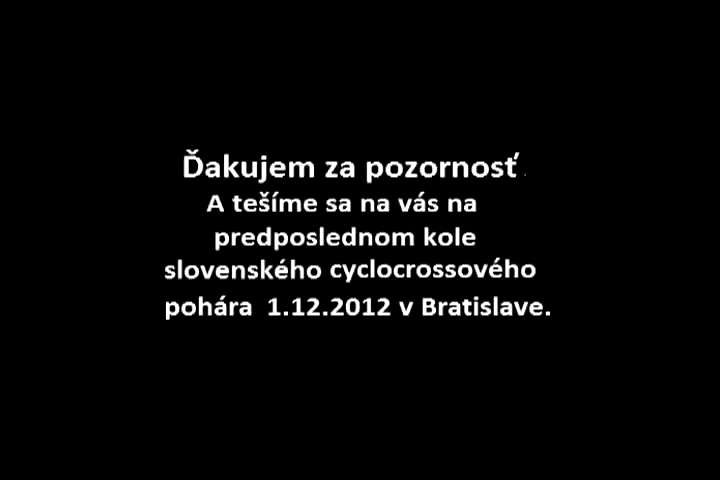 Ďakujem za pozornosť
A tešíme sa na vás na
predposlednom kole
slovenského cyclocrossového
pohára 1.12.2012 v Bratislave.